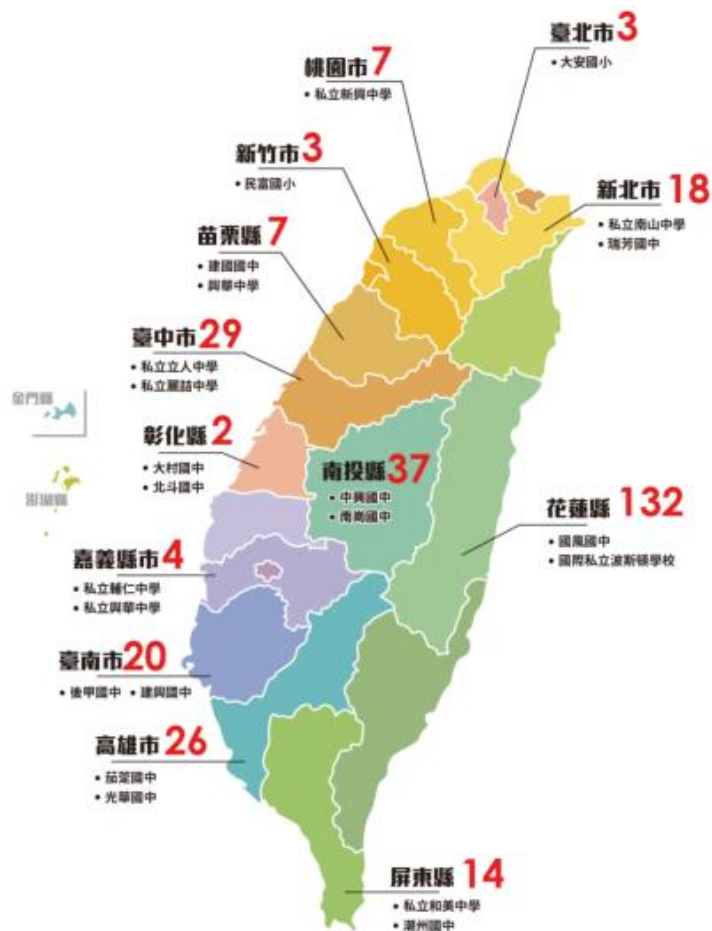 臺北市3
• 大安國小
桃園市7
• 私立新興中學
新竹市3
• 民富國小
新北市18
• 私立南山中學
• 瑞芳國中
苗栗縣7
• 建國國中
• 興華中學
臺中市29
• 私立立人中學
• 私立麗喆中學
金門縣
彰化縣2
• 大村國中
• 北斗國中
南投縣37
• 中興國中
• 南崗國中
澎湖縣
花蓮縣132
• 國風國中
• 國際私立波斯頓學校
嘉義縣市4
• 私立輔仁中學
• 私立興華中學
臺南市20
• 後甲國中 • 建興國中
高雄市26
• 茄萣國中
• 光華國中
屏東縣14
• 私立和美中學
• 潮州國中